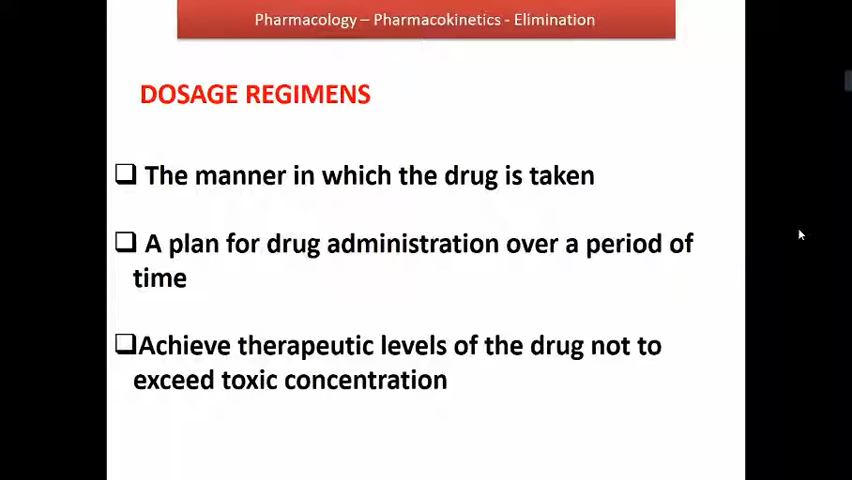 Pharmacology – Pharmacokinetics - Elimination
DOSAGE REGIMENS
❑ The manner in which the drug is taken
❑ A plan for drug administration over a period of
time
❑Achieve therapeutic levels of the drug not to
exceed toxic concentration